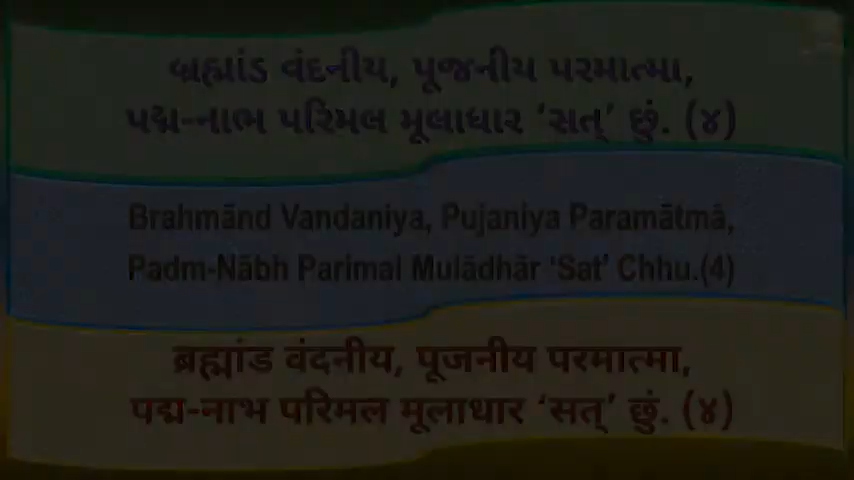 બ્રહ્માંડ વંદનીય, પૂજનીય પરમાત્મા,
પદ્મ-નાભ પરિમલ મૂલાધાર ‘સત્’ છું. (૪)
Brahmānd Vandaniya, Pujaniya Paramātmā,
Padm-Nābh Parimal Mulādhār ‘Sat’ Chhu.(4)
ब्रह्मांड वंदनीय, पूजनीय परमात्मा,
पद्म-नाभ परिमल मूलाधार ‘सत्’ छुं. (४)